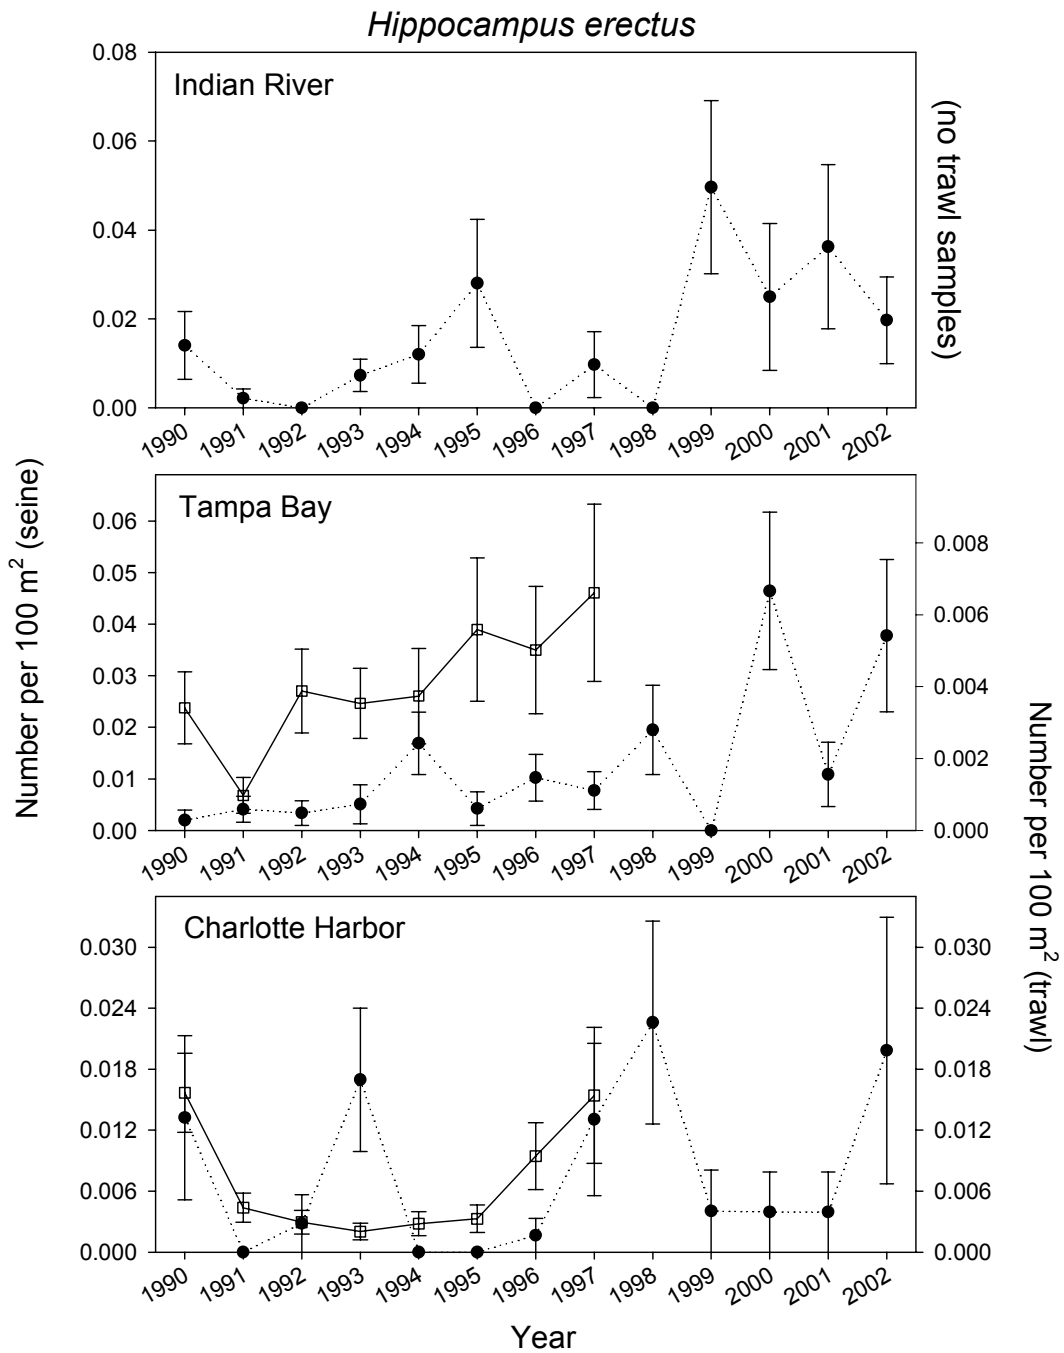 Hippocampus erectus
Indian River
0.08
0.06
0.04
0.02
0.00
(no trawl samples)
1990 1991 1992 1993 1994 1995 1996 1997 1998 1999 2000 2001 2002
Number per 100 m² (seine)
Tampa Bay
0.06
0.05
0.04
0.03
0.02
0.01
0.00
0.008
0.006
0.004
0.002
0.000
1990 1991 1992 1993 1994 1995 1996 1997 1998 1999 2000 2001 2002
Number per 100 m² (trawl)
Charlotte Harbor
0.030
0.024
0.018
0.012
0.006
0.000
0.030
0.024
0.018
0.012
0.006
0.000
1990 1991 1992 1993 1994 1995 1996 1997 1998 1999 2000 2001 2002
Year